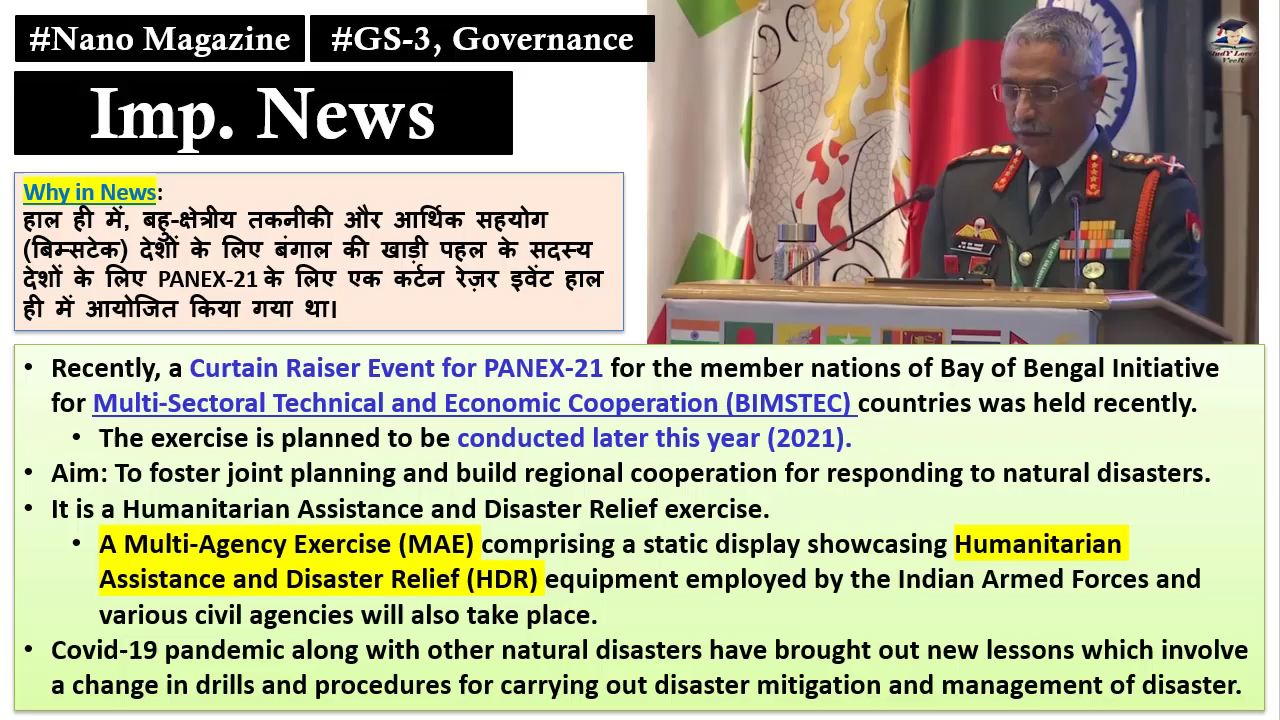 #Nano Magazine
#GS-3, Governance
Imp. News
Why in News:
हाल ही में, बहु-क्षेत्रीय तकनीकी और आर्थिक सहयोग
(बिम्सटेक) देशों के लिए बंगाल की खाड़ी पहल के सदस्य
देशों के लिए PANEX-21 के लिए एक कर्टन रेज़र इवेंट हाल
ही में आयोजित किया गया था।
• Recently, a Curtain Raiser Event for PANEX-21 for the member nations of Bay of Bengal Initiative
for Multi-Sectoral Technical and Economic Cooperation (BIMSTEC) countries was held recently.
• The exercise is planned to be conducted later this year (2021).
• Aim: To foster joint planning and build regional cooperation for responding to natural disasters.
• It is a Humanitarian Assistance and Disaster Relief exercise.
• A Multi-Agency Exercise (MAE) comprising a static display showcasing Humanitarian
Assistance and Disaster Relief (HDR) equipment employed by the Indian Armed Forces and
various civil agencies will also take place.
• Covid-19 pandemic along with other natural disasters have brought out new lessons which involve
a change in drills and procedures for carrying out disaster mitigation and management of disaster.